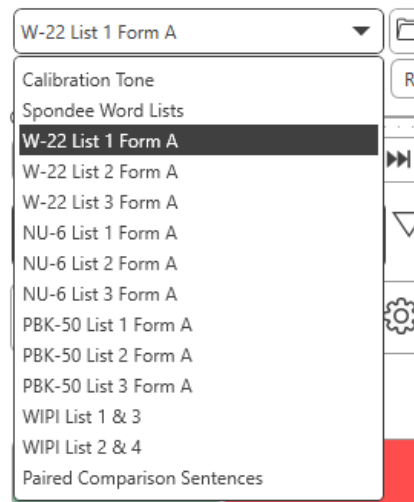 W-22 List 1 Form A
R
Calibration Tone
Spondee Word Lists
W-22 List 1 Form A
W-22 List 2 Form A
W-22 List 3 Form A
NU-6 List 1 Form A
NU-6 List 2 Form A
NU-6 List 3 Form A
PBK-50 List 1 Form A
PBK-50 List 2 Form A
PBK-50 List 3 Form A
WIPI List 1 & 3
WIPI List 2 & 4
Paired Comparison Sentences